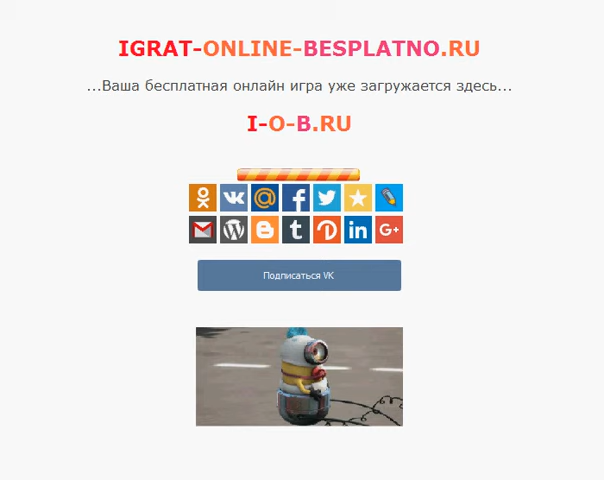 IGRAT-ONLINE-BESPLATNO.RU
...Ваша бесплатная онлайн игра уже загружается здесь...
I-O-B.RU
Подписаться VK